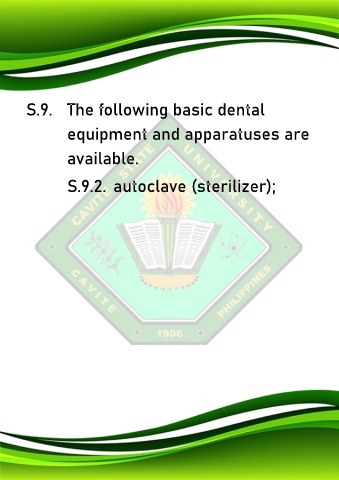 S.9. The following basic dental
equipment and apparatuses are
available.
S.9.2. autoclave (sterilizer);
CAVITE STATE UNIVERSITY
CAVITE
PHILIPPINES
1906